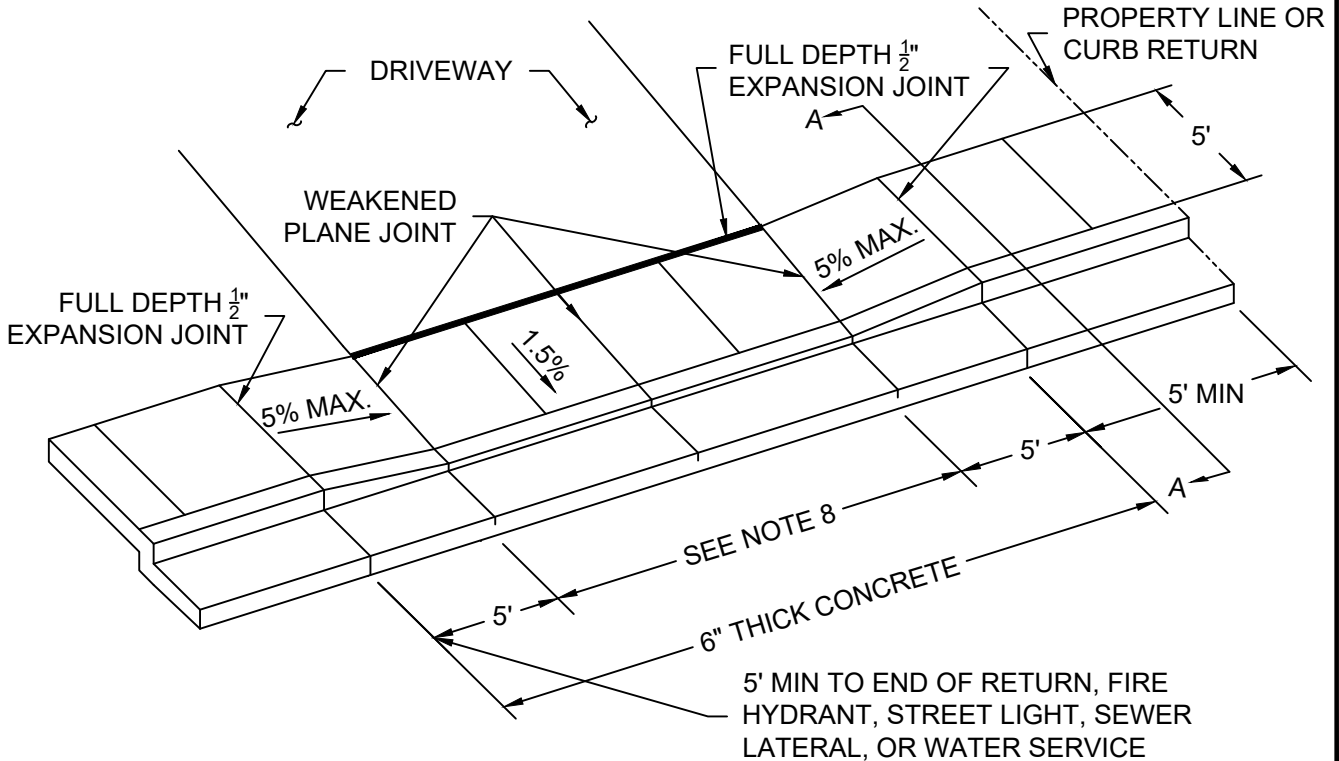 PROPERTY LINE OR
CURB RETURN
FULL DEPTH 1/2"
EXPANSION JOINT
DRIVEWAY
A
5'
WEAKENED
PLANE JOINT
5% MAX.
FULL DEPTH 1/2"
EXPANSION JOINT
1.5%
5% MAX.
5' MIN
5'
A
SEE NOTE 8
5'
6" THICK CONCRETE
5' MIN TO END OF RETURN, FIRE
HYDRANT, STREET LIGHT, SEWER
LATERAL, OR WATER SERVICE